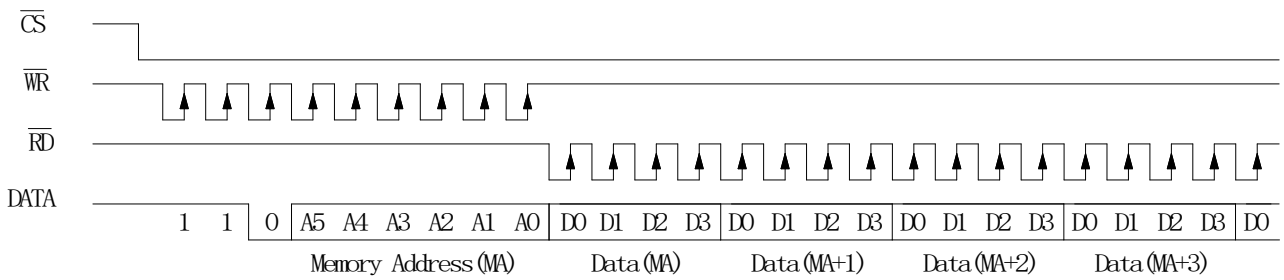 CS
WR
RD
DATA
1 1 0 A5 A4 A3 A2 A1 A0 D0 D1 D2 D3 D0 D1 D2 D3 D0 D1 D2 D3 D0 D1 D2 D3 D0
Memory Address(MA) Data(MA) Data(MA+1) Data(MA+2) Data(MA+3)